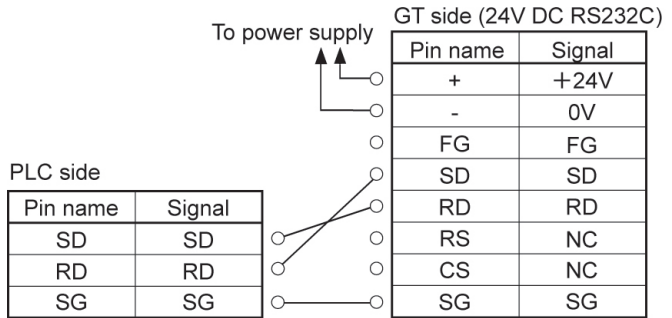 GT side (24V DC RS232C)
To power supply
Pin name Signal
+ +24V
- 0V
FG FG
SD SD
RD RD
RS NC
CS NC
SG SG
PLC side
Pin name Signal
SD SD
RD RD
SG SG